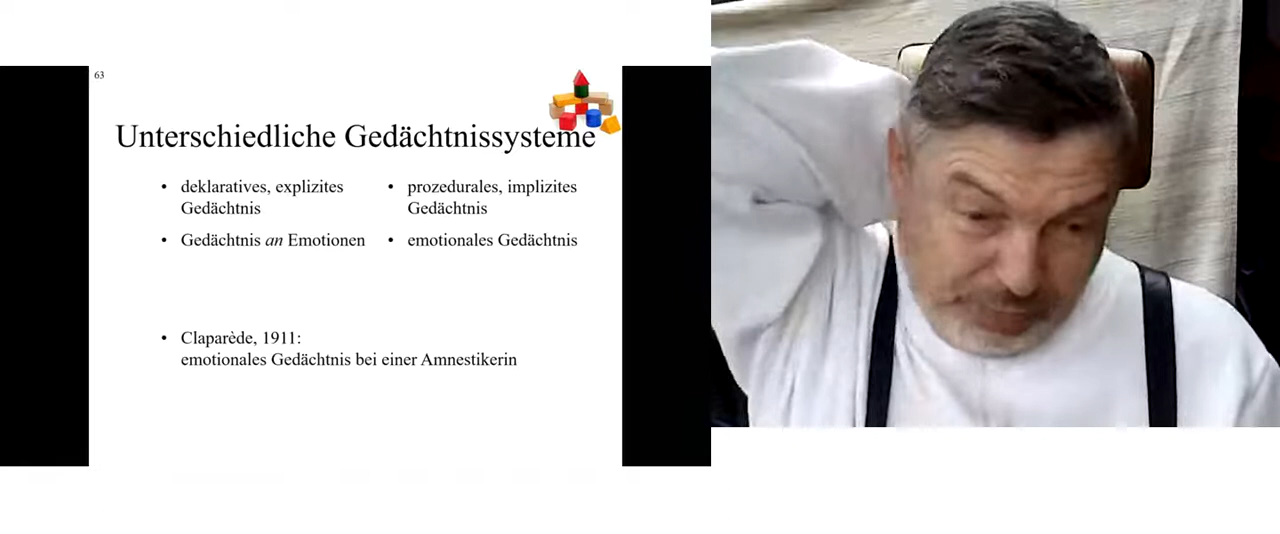 63
Unterschiedliche Gedächtnissysteme
• deklaratives, explizites
Gedächtnis
• Gedächtnis an Emotionen
• prozedurales, implizites
Gedächtnis
• emotionales Gedächtnis
• Claparède, 1911:
emotionales Gedächtnis bei einer Amnestikerin